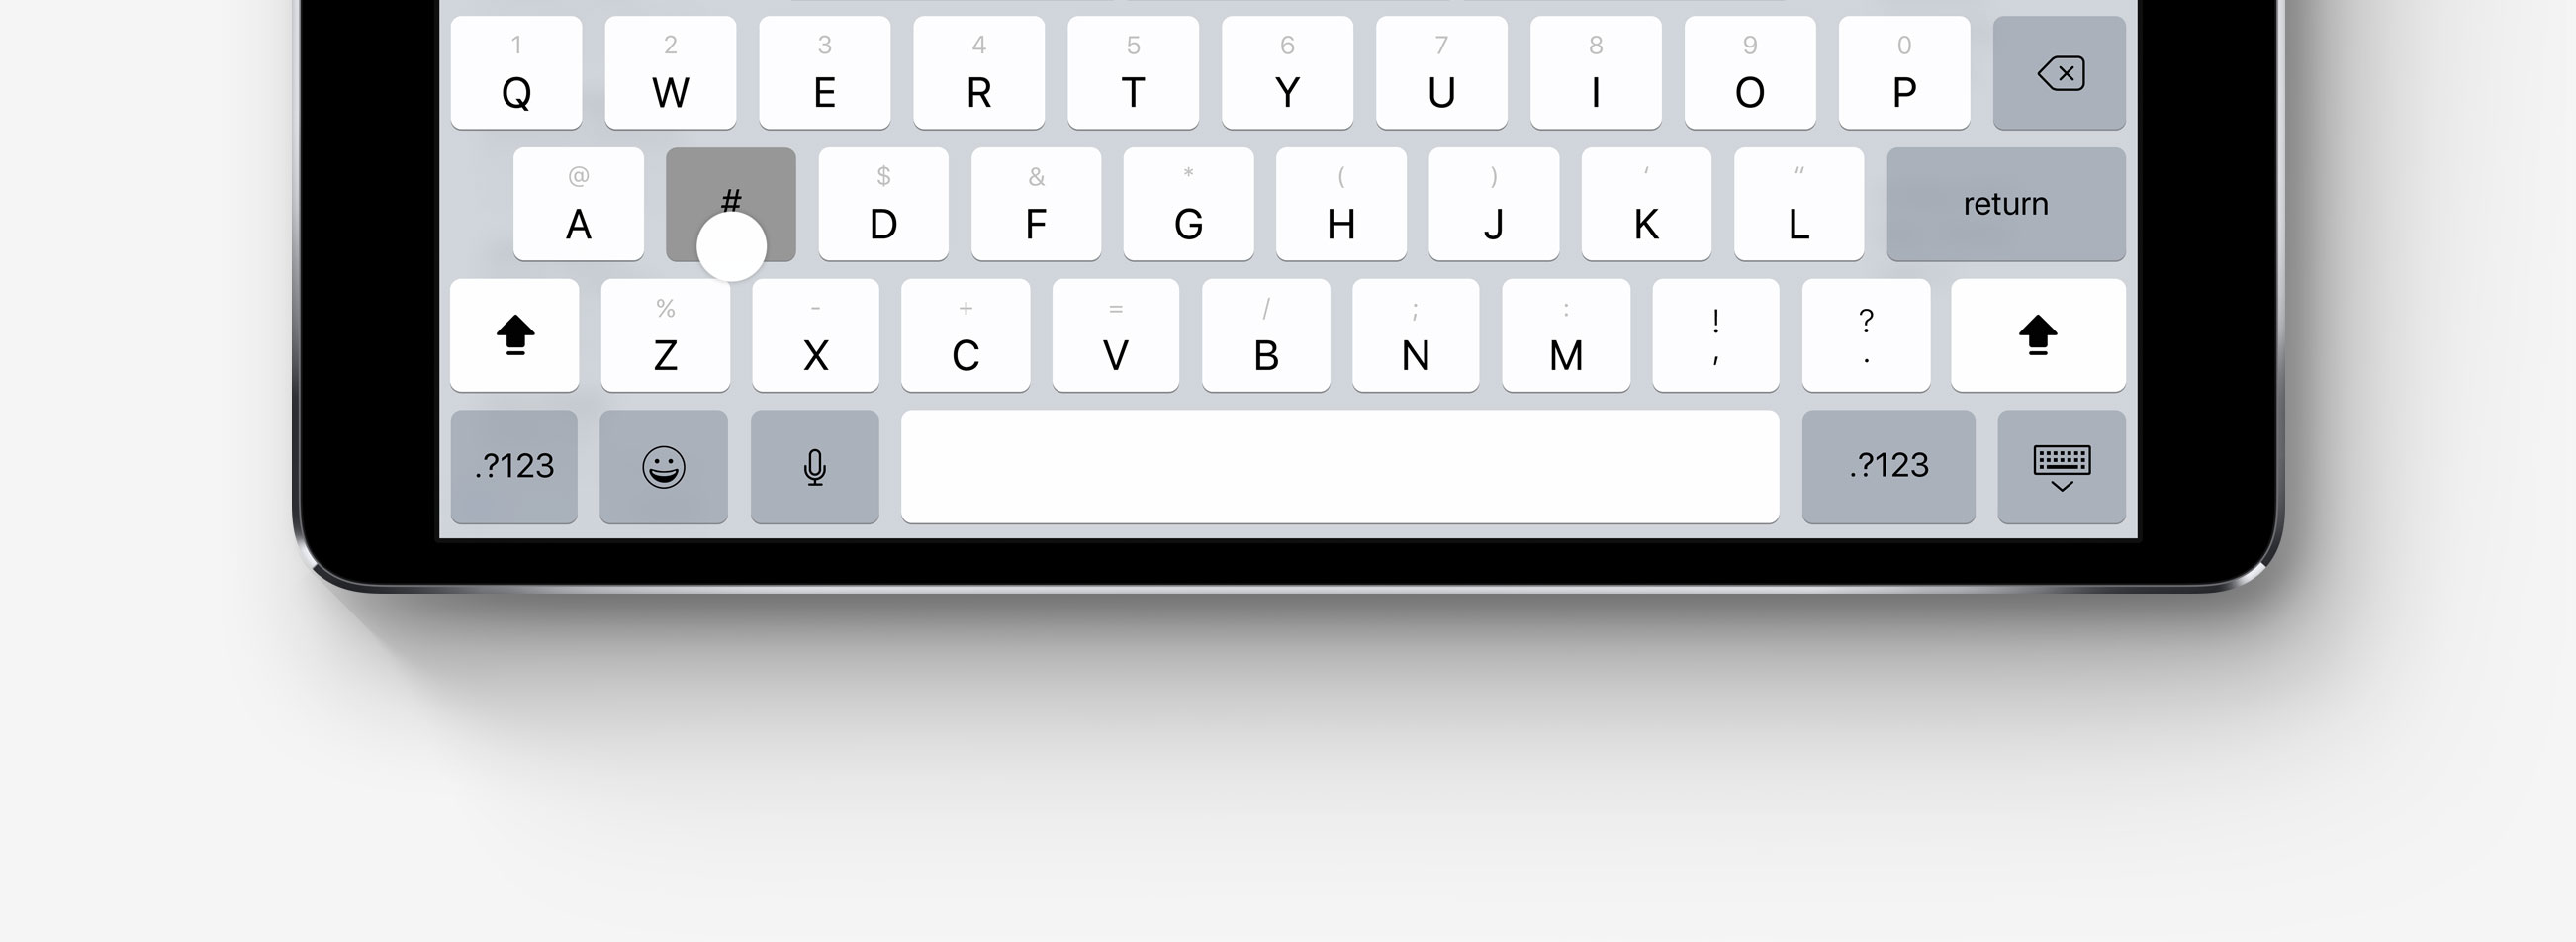 1 2 3 4 5 6 7 8 9 0
Q W E R T Y U I O P
@ # $ & * ( ) ‘ “
A D F G H J K L return
% - + = / ; : ! ?
Z X C V B N M , .
.?123 .?123